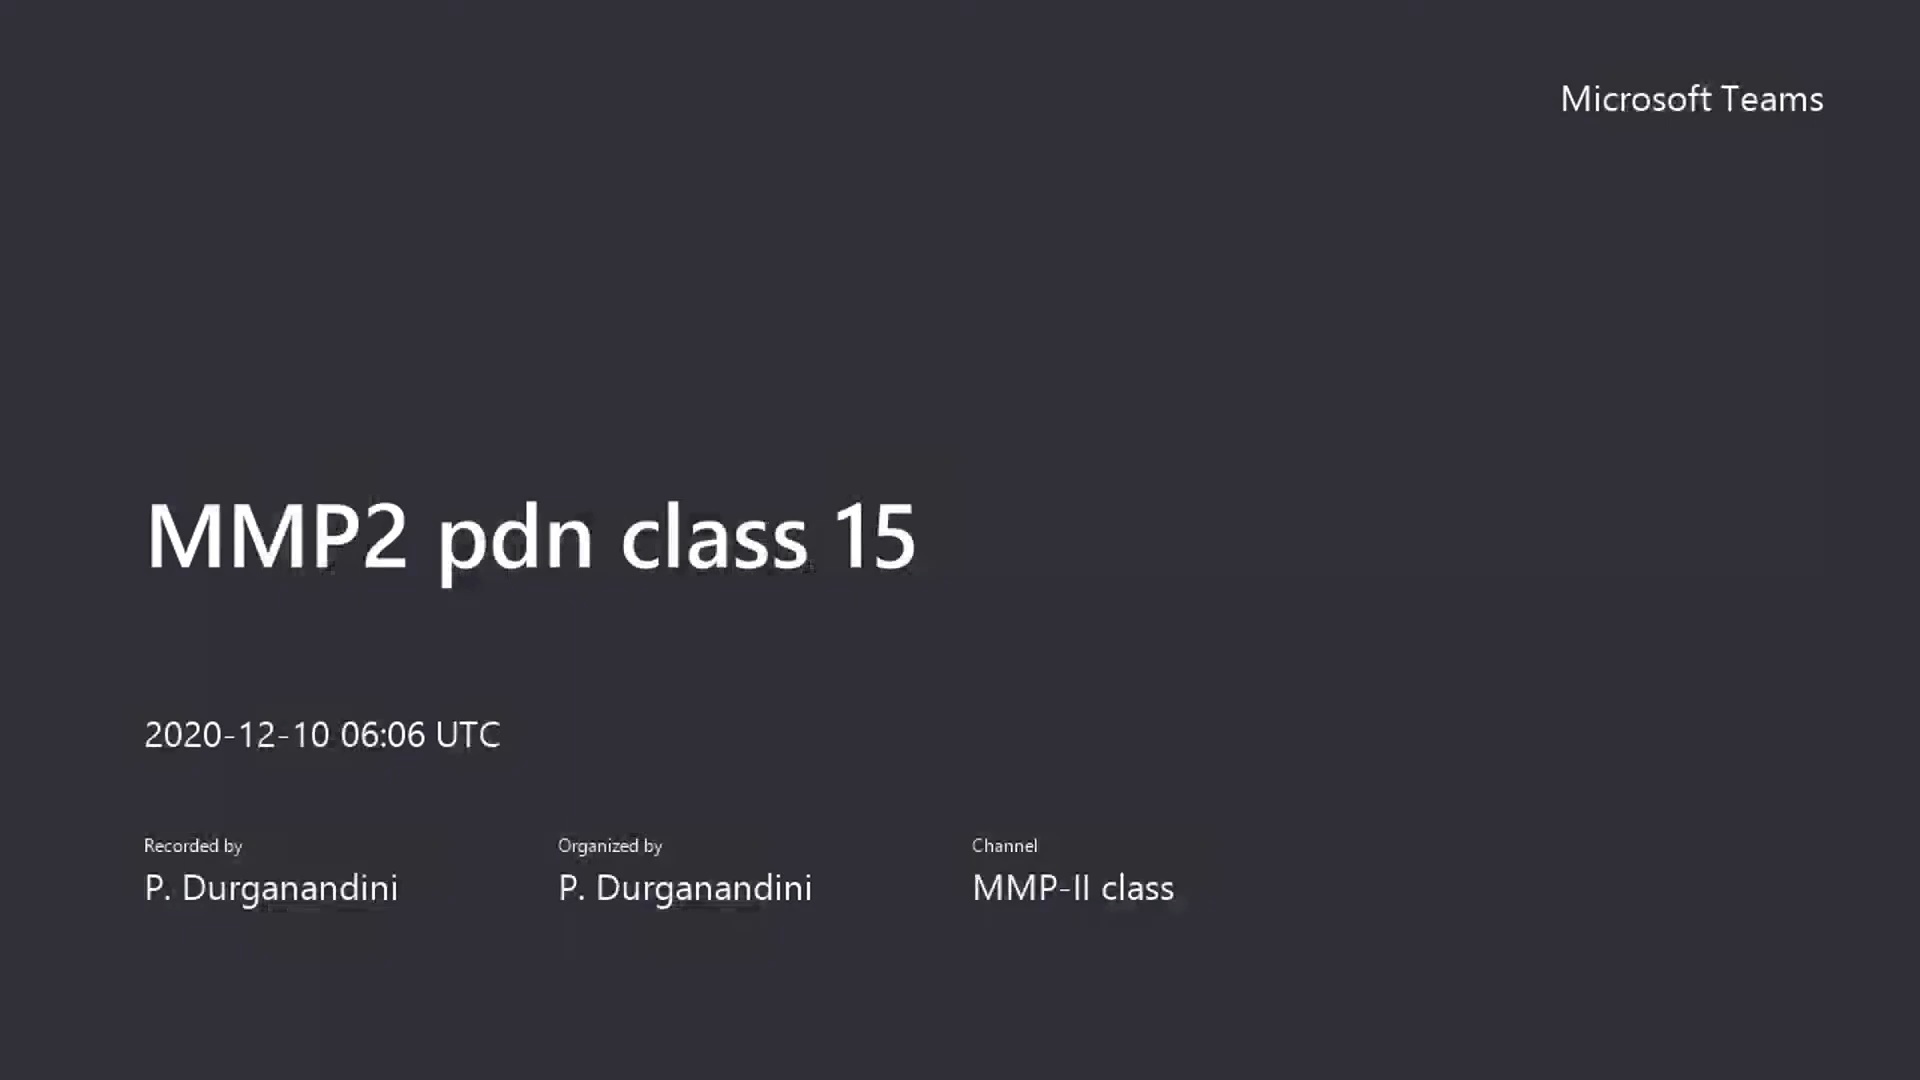 Microsoft Teams
MMP2 pdn class 15
2020-12-10 06:06 UTC
Recorded by
P. Durganandini
Organized by
P. Durganandini
Channel
MMP-II class